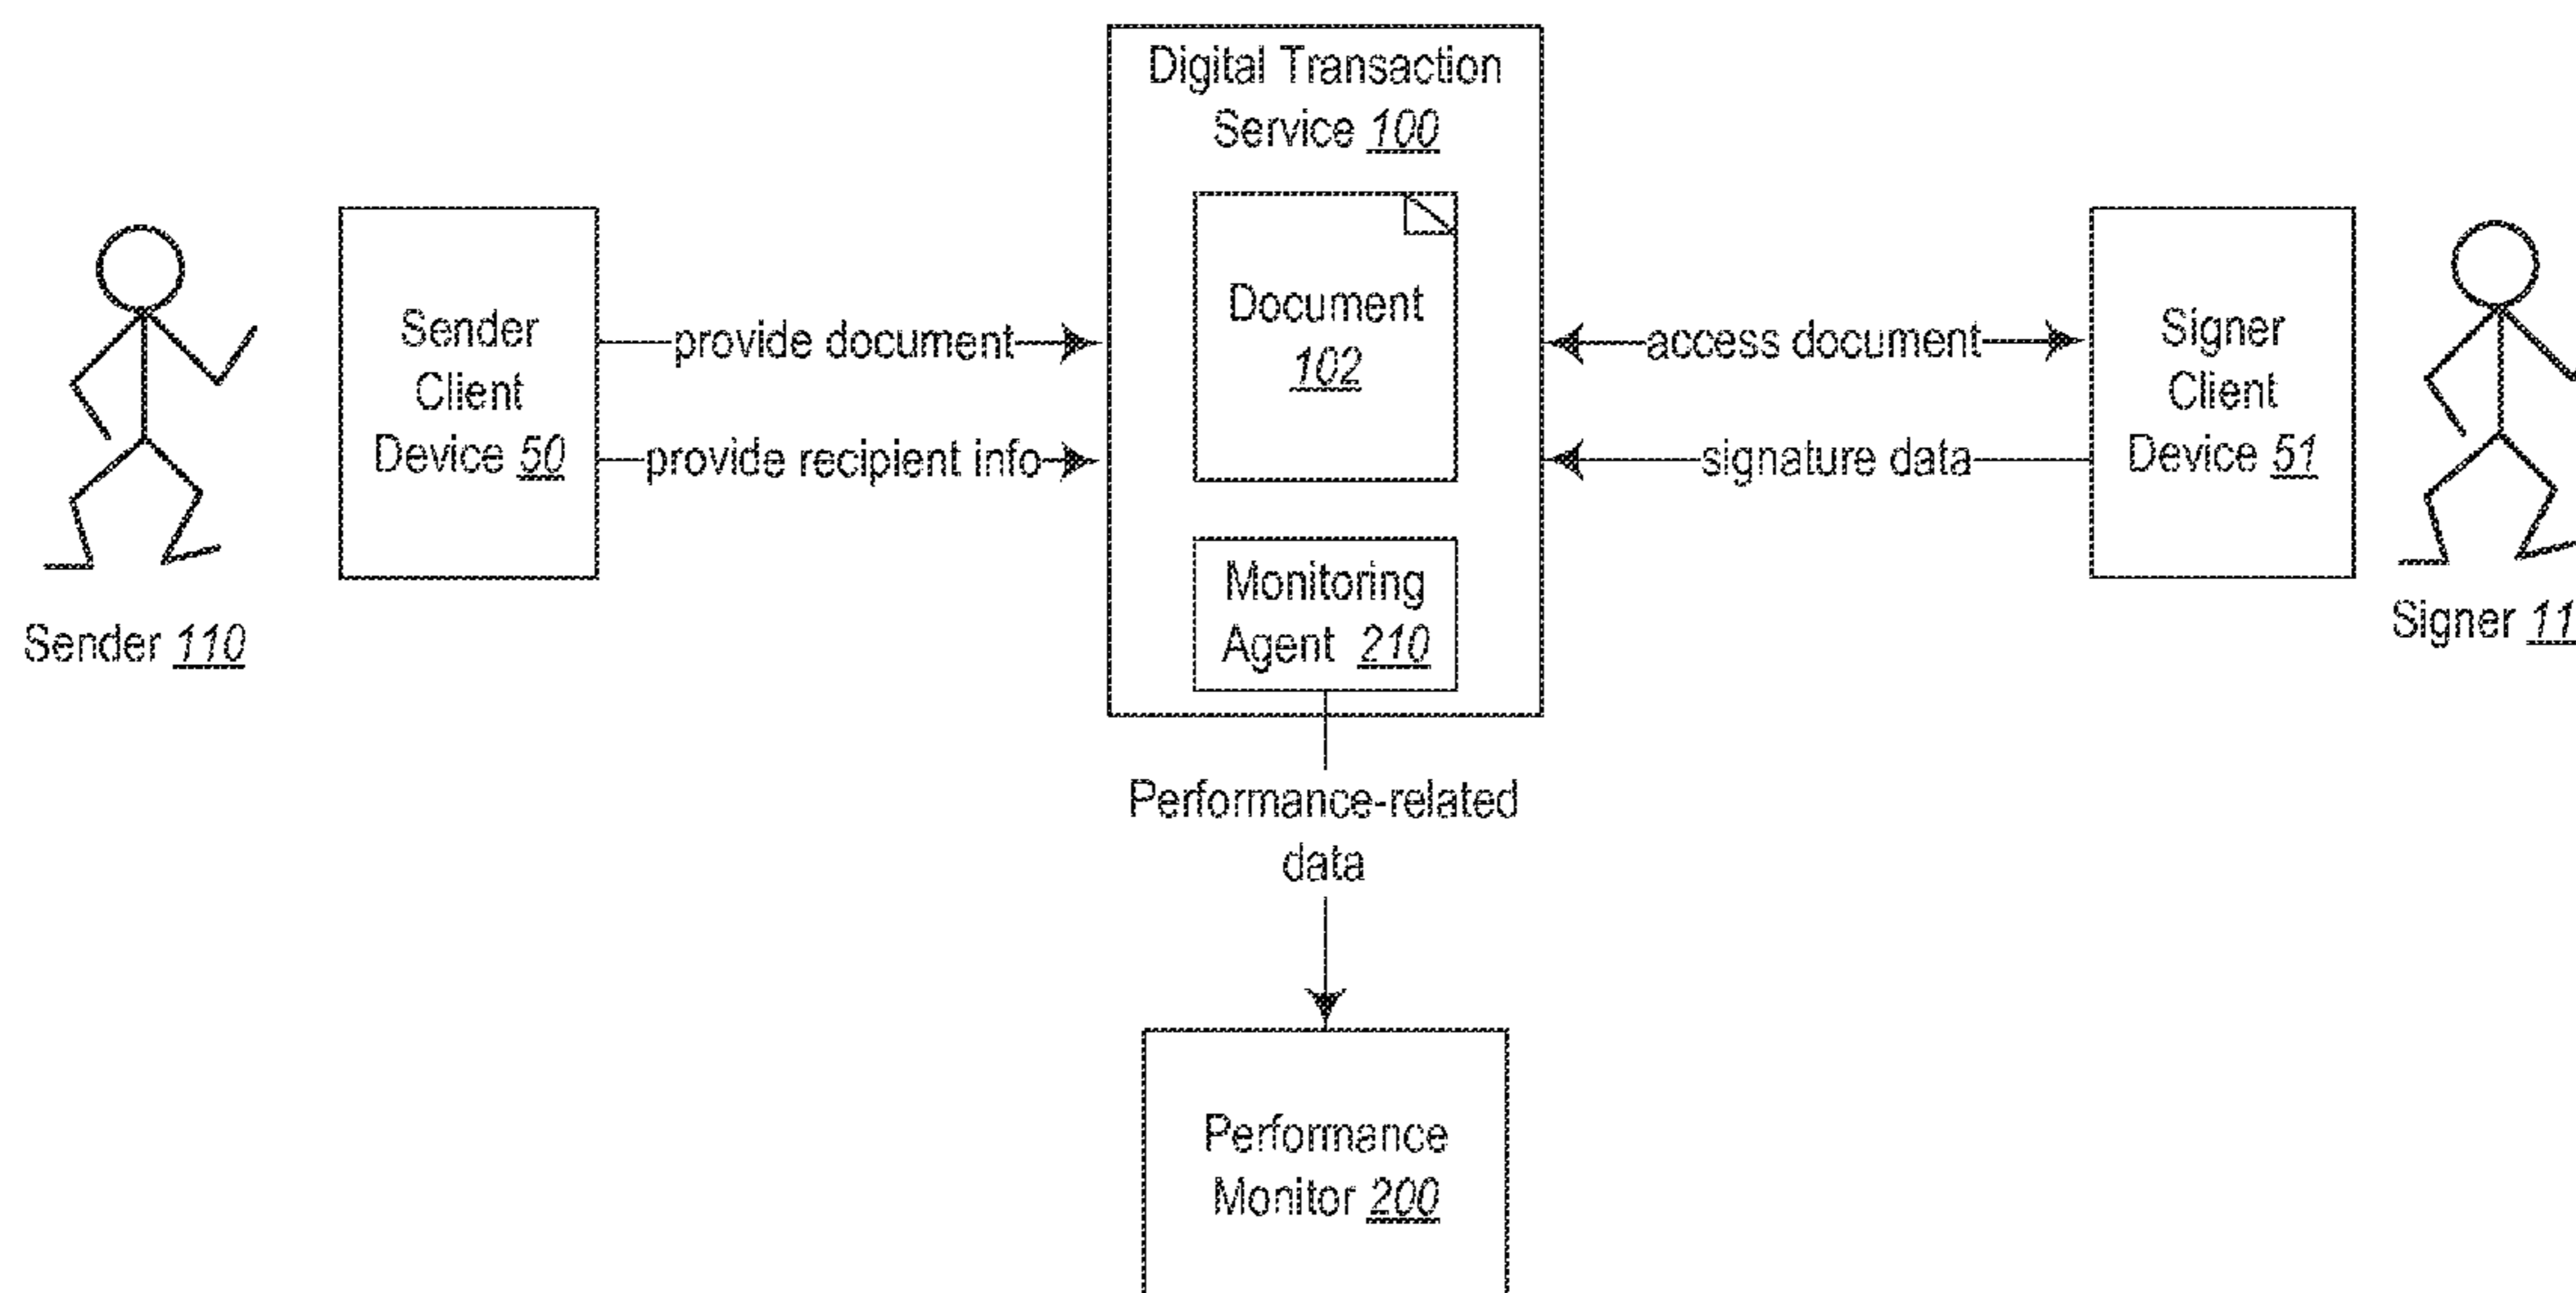 Digital Transaction
Service 100
Document
102
Sender
Client
Device 50
provide document
provide recipient info
access document
signature data
Signer
Client
Device 51
Monitoring
Agent 210
Sender 110
Signer
Performance-related
data
Performance
Monitor 200